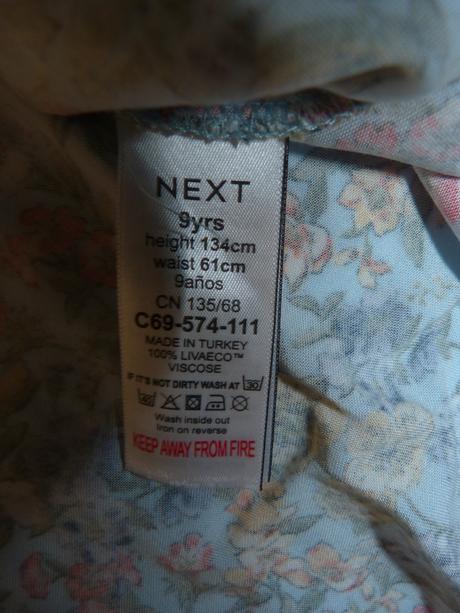 NEXT
9yrs
height 134cm
waist 61cm
9años
CN 135/68
C69-574-111
MADE IN TURKEY
100% LIVAECO™
VISCOSE
IF IT'S NOT DIRTY WASH AT 30
40
Wash inside out
Iron on reverse
KEEP AWAY FROM FIRE